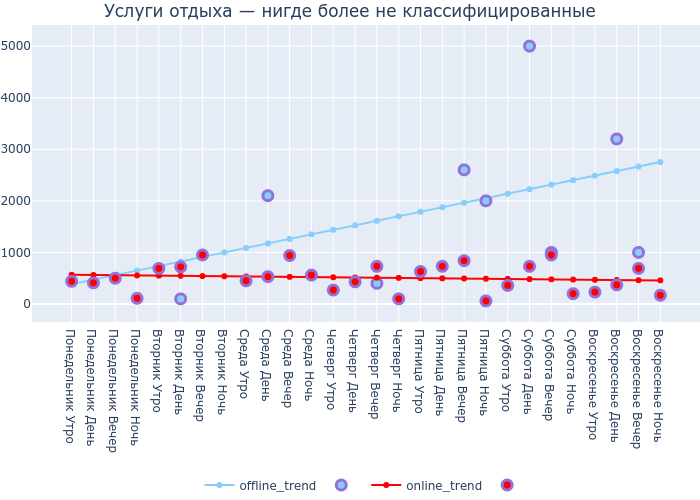 Услуги отдыха — нигде более не классифицированные
5000
4000
3000
2000
1000
0
Понедельник Утро
Понедельник День
Понедельник Вечер
Понедельник Ночь
Вторник Утро
Вторник День
Вторник Вечер
Вторник Ночь
Среда Утро
Среда День
Среда Вечер
Среда Ночь
Четверг Утро
Четверг День
Четверг Вечер
Четверг Ночь
Пятница Утро
Пятница День
Пятница Вечер
Пятница Ночь
Суббота Утро
Суббота День
Суббота Вечер
Суббота Ночь
Воскресенье Утро
Воскресенье День
Воскресенье Вечер
Воскресенье Ночь
offline_trend online_trend